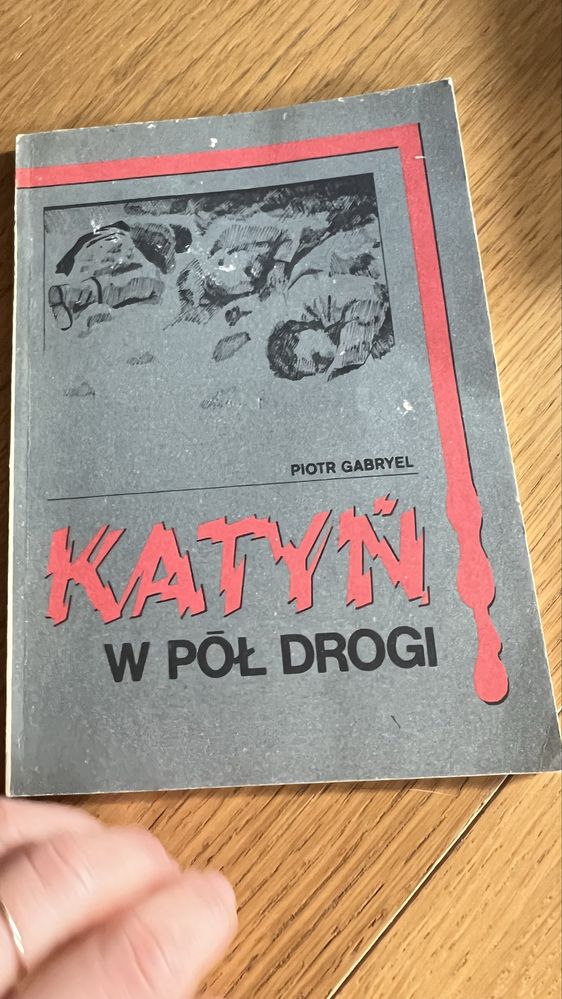 PIOTR GABRYEL
KATYŃ
W PÓŁ DROGI